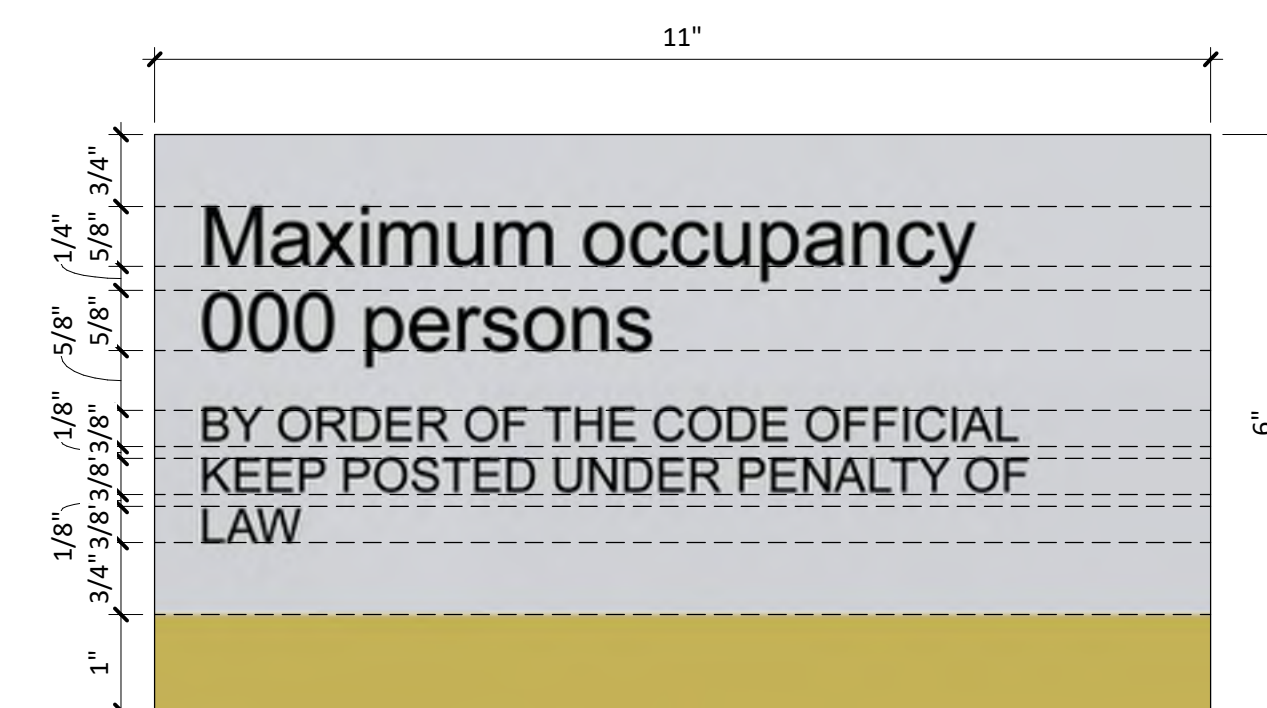 11"
3/4"
5/8"
1/4"
Maximum occupancy
5/8"
000 persons
5/8"
3/8"
1/8"
BY ORDER OF THE CODE OFFICIAL
6"
3/8"
KEEP POSTED UNDER PENALTY OF
1/8"
3/8"
LAW
3/4"
1"